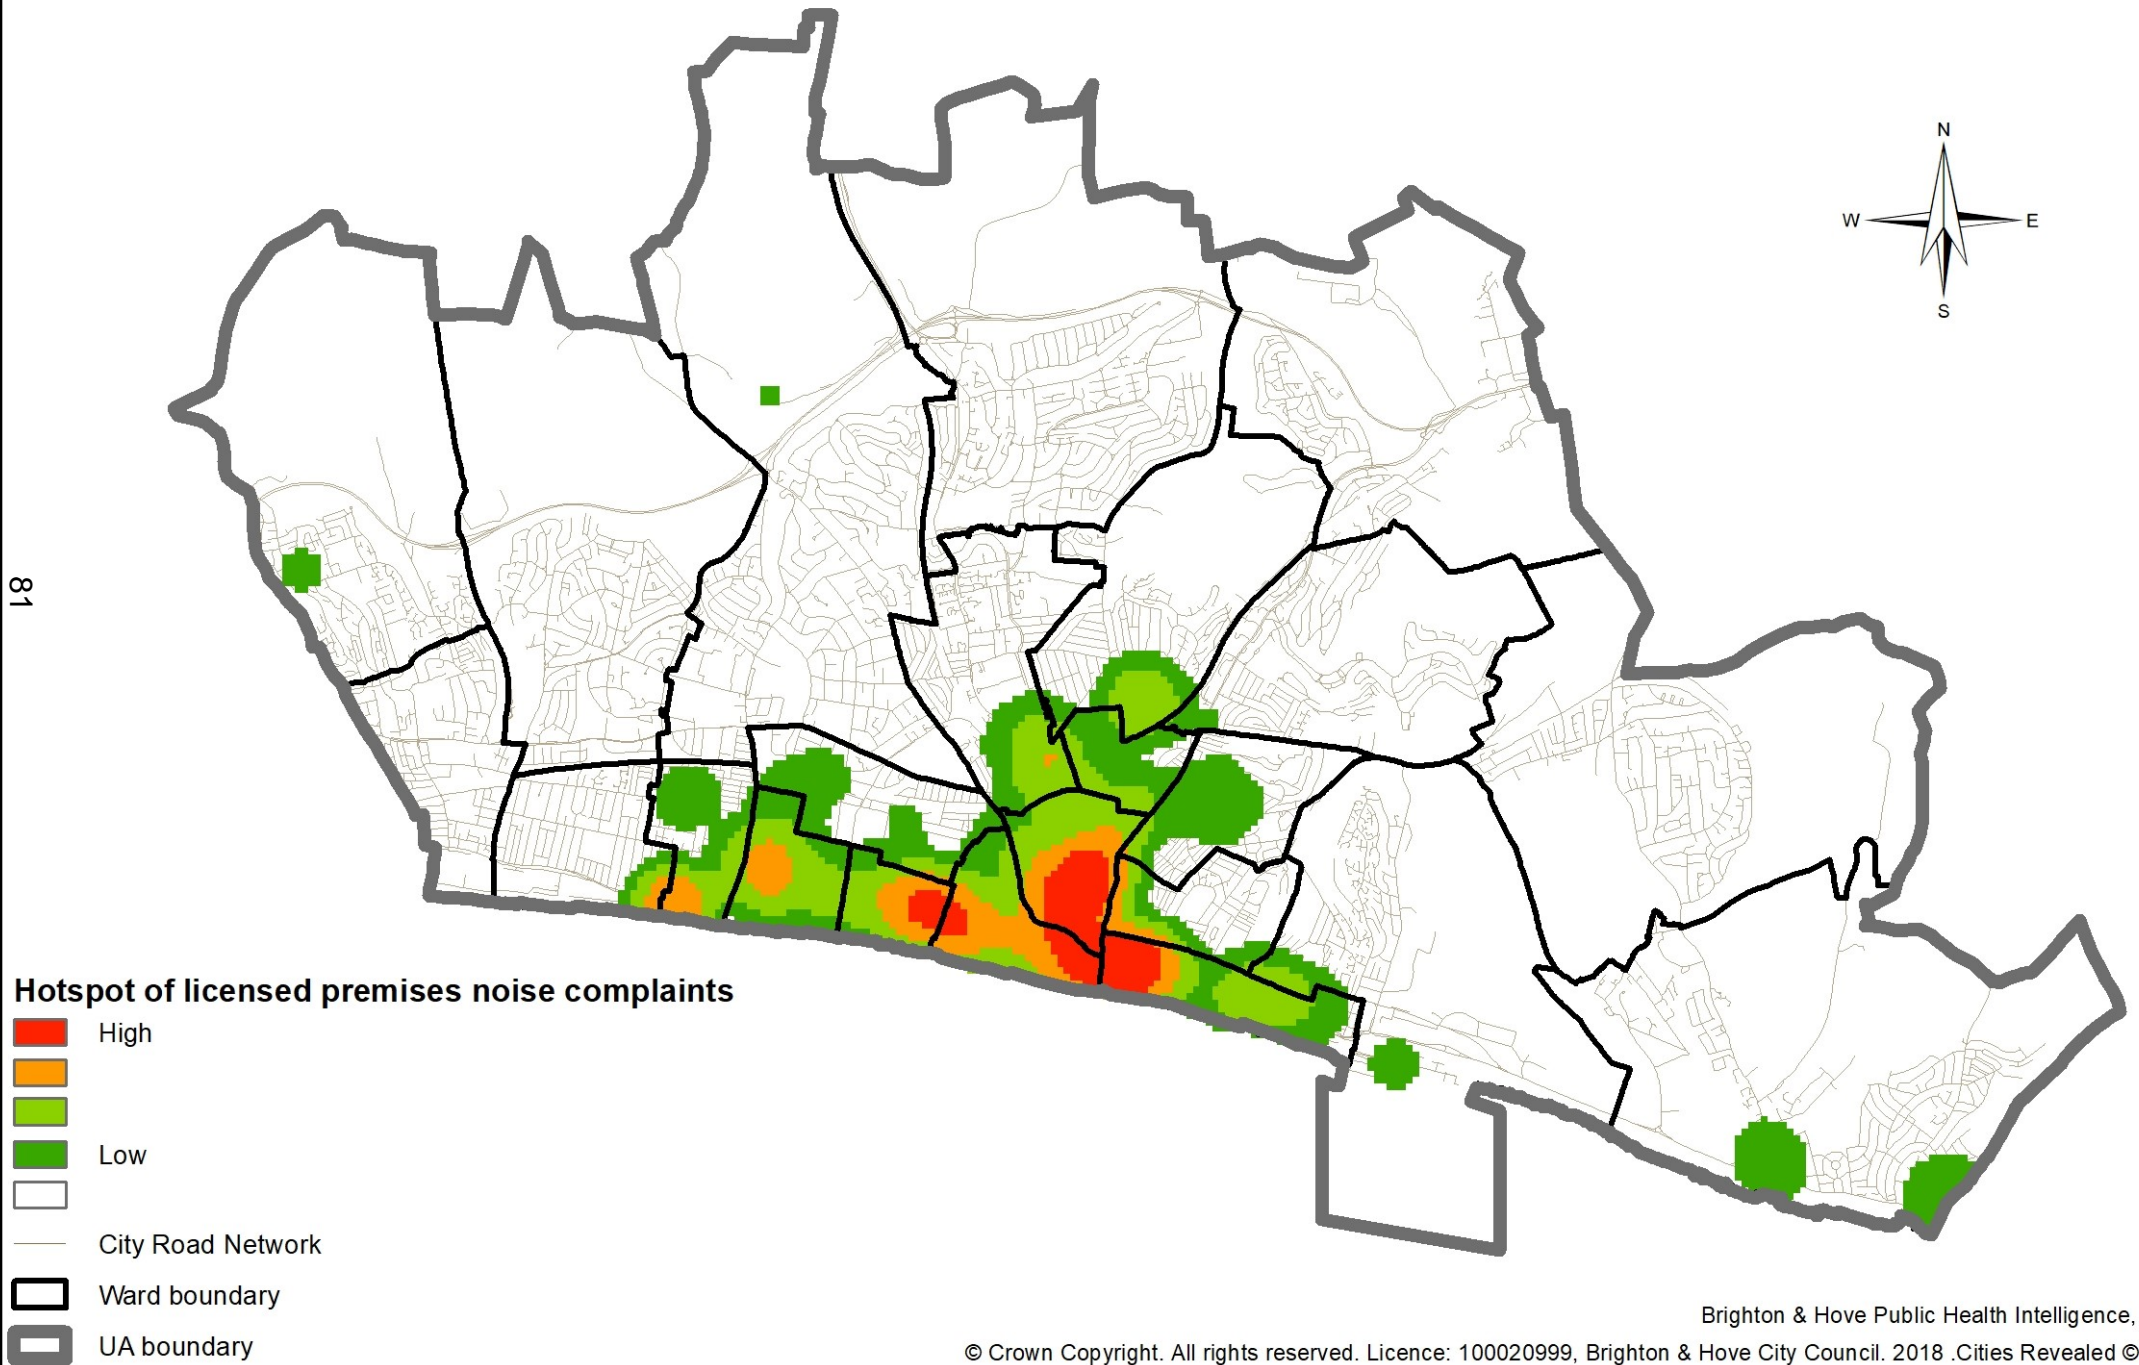 N
W
E
S
81
Hotspot of licensed premises noise complaints
High
Low
City Road Network
Ward boundary
UA boundary
Brighton & Hove Public Health Intelligence,
© Crown Copyright. All rights reserved. Licence: 100020999, Brighton & Hove City Council. 2018 .Cities Revealed ©